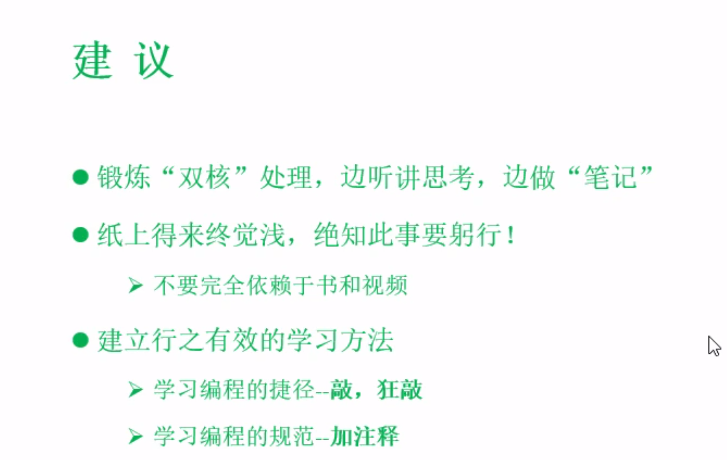 建 议
锻炼“双核”处理，边听讲思考，边做“笔记”
纸上得来终觉浅，绝知此事要躬行！
不要完全依赖于书和视频
建立行之有效的学习方法
学习编程的捷径--敲，狂敲
学习编程的规范--加注释